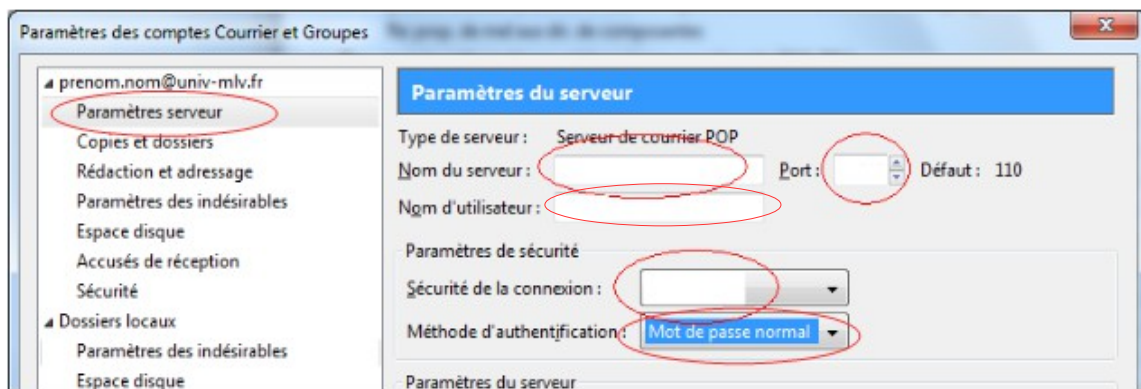 Paramètres des comptes Courrier et Groupes
prenom.nom@univ-mlv.fr
Paramètres serveur
Copies et dossiers
Rédaction et adressage
Paramètres des indésirables
Espace disque
Accusés de réception
Sécurité
Dossiers locaux
Paramètres des indésirables
Espace disque
Paramètres du serveur
Type de serveur : Serveur de courrier POP
Nom du serveur : Port : Défaut : 110
Nom d'utilisateur :
Paramètres de sécurité
Sécurité de la connexion :
Méthode d'authentification : Mot de passe normal
Paramètres du serveur